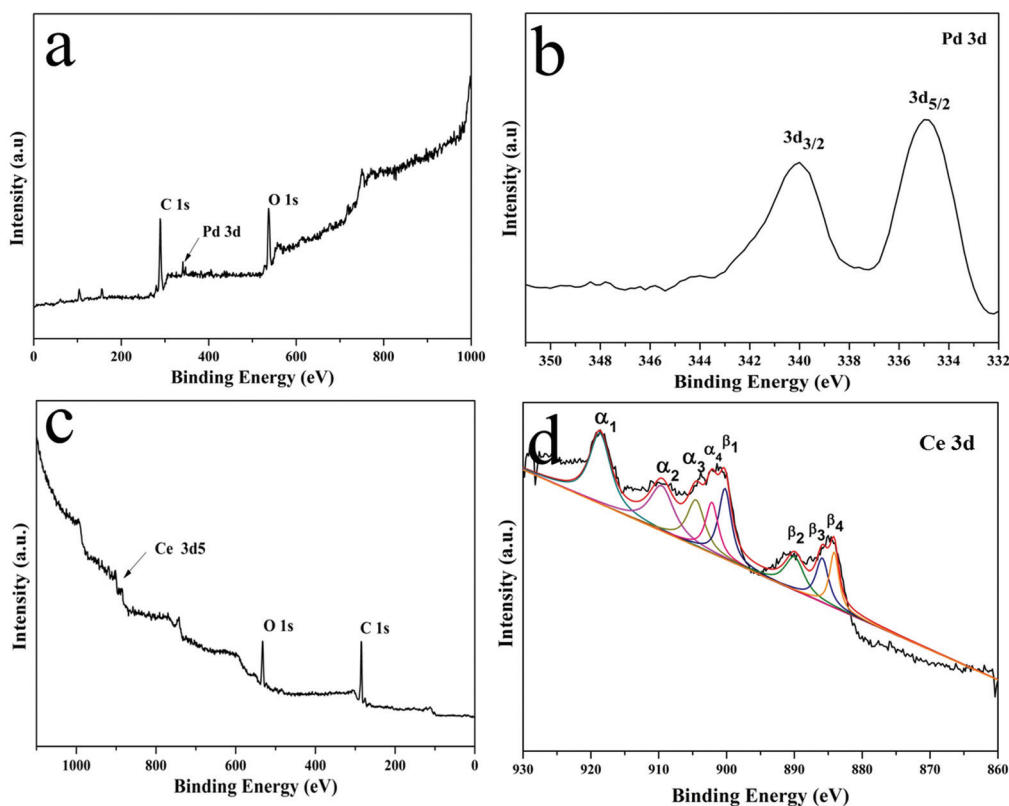 a
C 1s
O 1s
Pd 3d
Intensity (a.u)
0 200 400 600 800 1000
Binding Energy (eV)
b
Pd 3d
3d5/2
3d3/2
Intensity (a.u)
350 348 346 344 342 340 338 336 334 332
Binding Energy (eV)
c
Ce 3d5
O 1s
C 1s
Intensity (a.u.)
1000 800 600 400 200 0
Binding Energy (eV)
d
Ce 3d
α1
α2
α3
α4
β1
β2
β3
β4
Intensity (a.u.)
930 920 910 900 890 880 870 860
Binding Energy (eV)